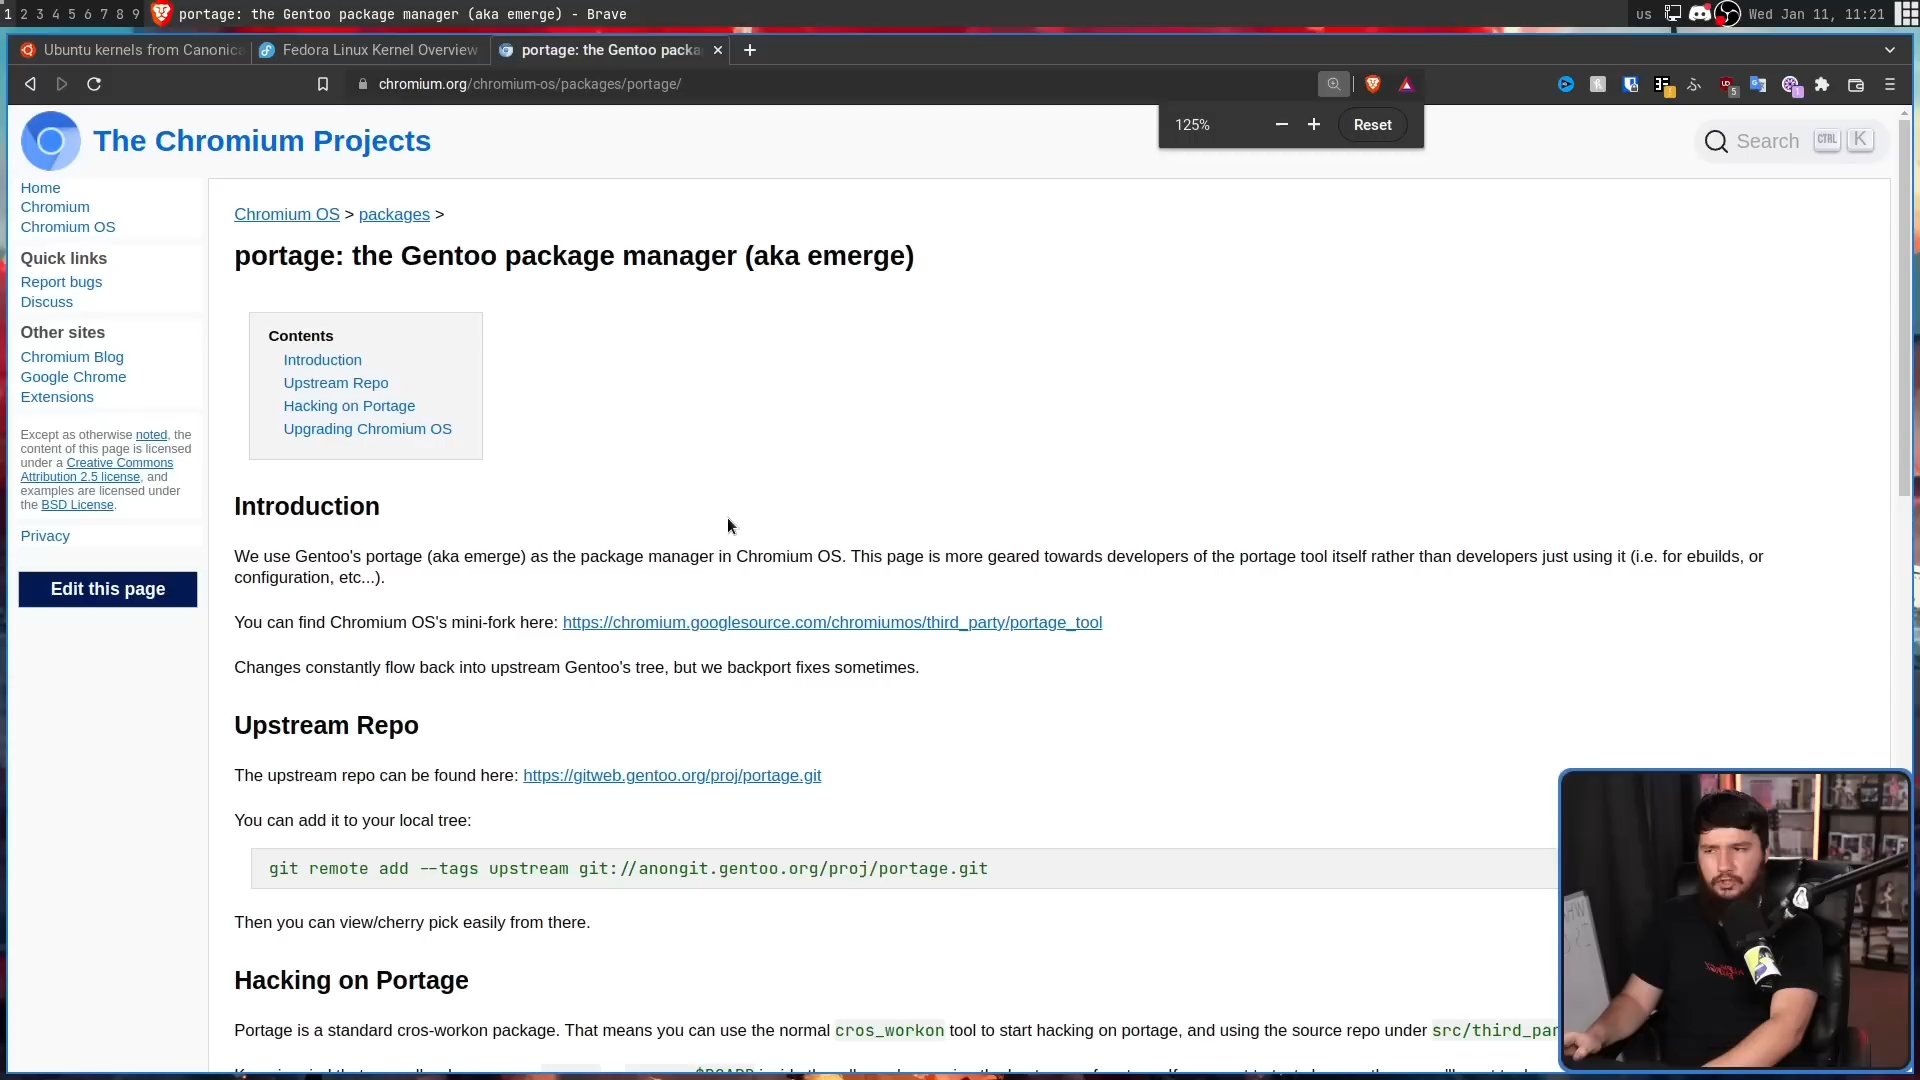 1 2 3 4 5 6 7 8 9 portage: the Gentoo package manager (aka emerge) - Brave
us Wed Jan 11, 11:21
Ubuntu kernels from Canonica
Fedora Linux Kernel Overview
portage: the Gentoo packa
chromium.org/chromium-os/packages/portage/
125% − + Reset
The Chromium Projects
Search CTRL K
Home
Chromium
Chromium OS
Quick links
Report bugs
Discuss
Other sites
Chromium Blog
Google Chrome
Extensions
Except as otherwise noted, the
content of this page is licensed
under a Creative Commons
Attribution 2.5 license, and
examples are licensed under
the BSD License.
Privacy
Edit this page
Chromium OS > packages >
portage: the Gentoo package manager (aka emerge)
Contents
Introduction
Upstream Repo
Hacking on Portage
Upgrading Chromium OS
Introduction
We use Gentoo's portage (aka emerge) as the package manager in Chromium OS. This page is more geared towards developers of the portage tool itself rather than developers just using it (i.e. for ebuilds, or
configuration, etc...).
You can find Chromium OS's mini-fork here: https://chromium.googlesource.com/chromiumos/third_party/portage_tool
Changes constantly flow back into upstream Gentoo's tree, but we backport fixes sometimes.
Upstream Repo
The upstream repo can be found here: https://gitweb.gentoo.org/proj/portage.git
You can add it to your local tree:
git remote add --tags upstream git://anongit.gentoo.org/proj/portage.git
Then you can view/cherry pick easily from there.
Hacking on Portage
Portage is a standard cros-workon package. That means you can use the normal cros_workon tool to start hacking on portage, and using the source repo under src/third_par